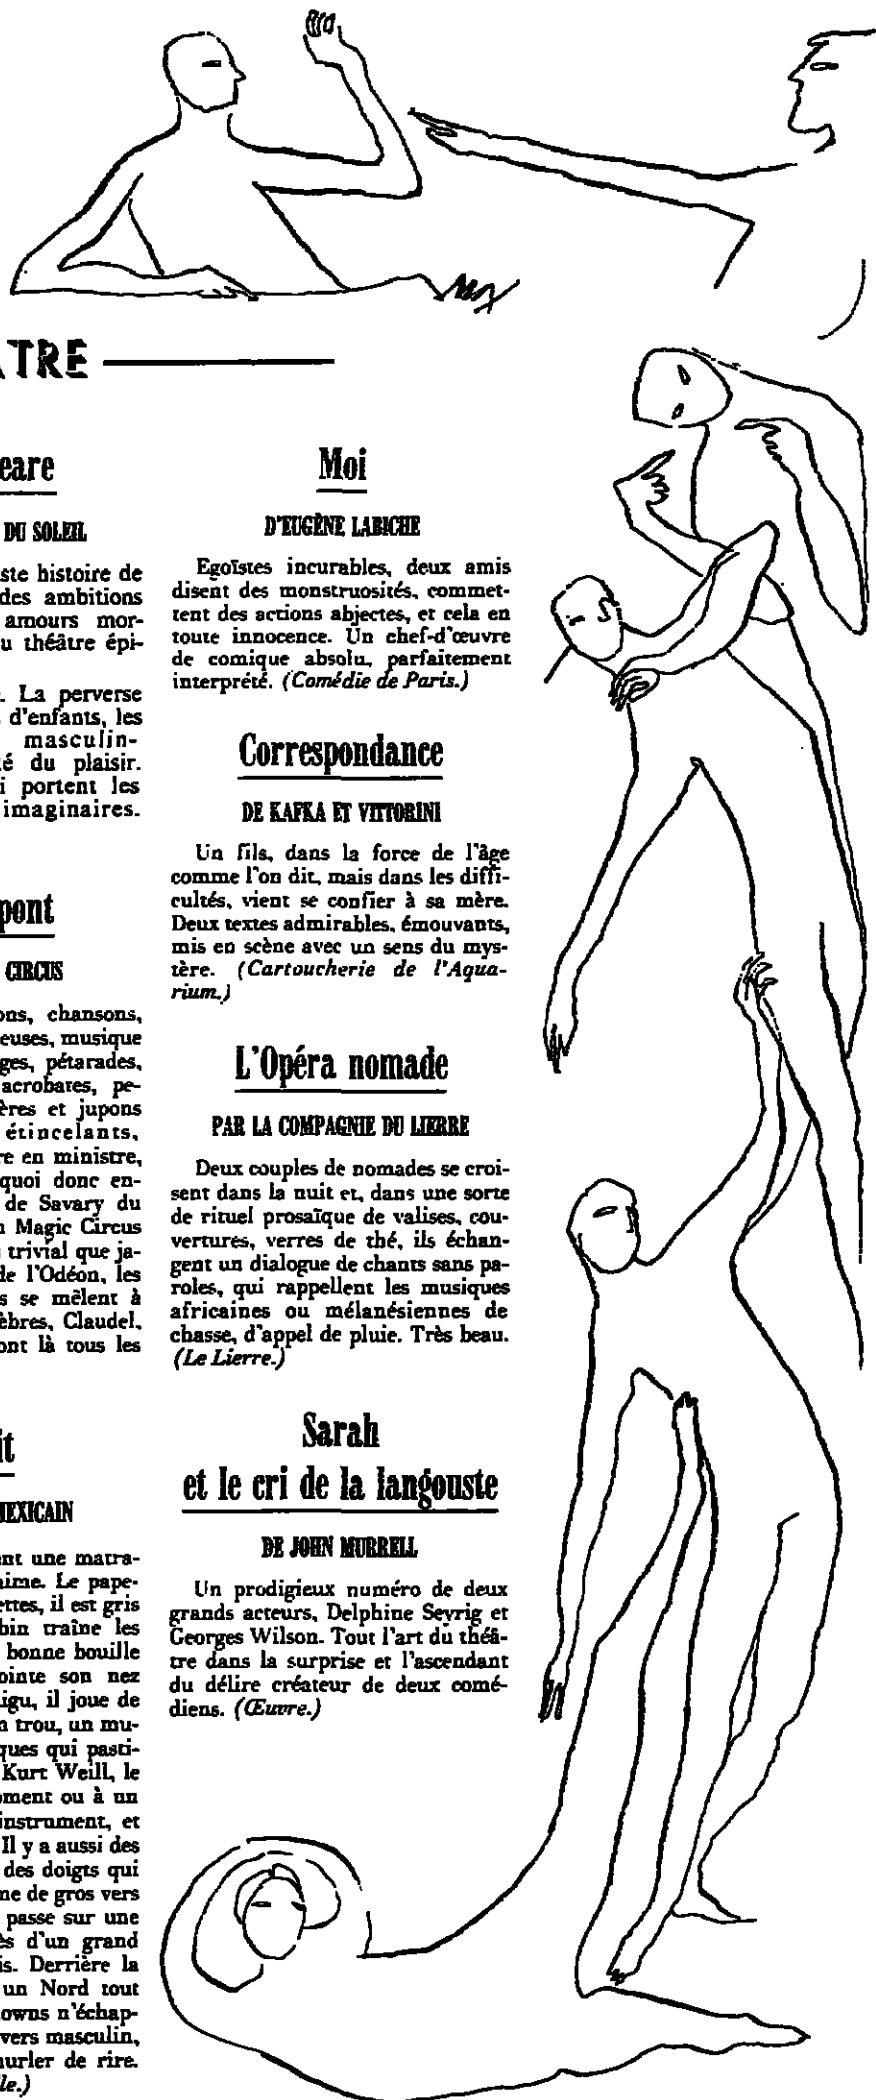 ATRE
eare
DU SOLEIL
ste histoire de
des ambitions
amours mor-
u théâtre épi-
. La perverse
d'enfants, les
masculin-
é du plaisir.
i portent les
imaginaires.
pont
CIRCUS
ons, chansons,
euses, musique
ges, pétarades,
acrobates, pe-
ères et jupons
étincelants,
re en ministre,
quoi donc en-
de Savary du
n Magic Circus
trivial que ja-
de l'Odéon, les
s se mêlent à
èbres, Claudel,
ont là tous les
it
MEXICAIN
ent une matra-
aime. Le pape-
ettes, il est gris
bin traîne les
bonne bouille
ointe son nez
igu, il joue de
n trou, un mu-
ques qui pasti-
Kurt Weill, le
oment ou à un
instrument, et
Il y a aussi des
des doigts qui
me de gros vers
passe sur une
ès d'un grand
is. Derrière la
un Nord tout
owns n'échap-
vers masculin,
hurler de rire.
le.)
Moi
D'EUGÈNE LABICHE
Egoïstes incurables, deux amis
disent des monstruosités, commet-
tent des actions abjectes, et cela en
toute innocence. Un chef-d'œuvre
de comique absolu, parfaitement
interprété. (Comédie de Paris.)
Correspondance
DE KAFKA ET VITTORINI
Un fils, dans la force de l'âge
comme l'on dit, mais dans les diffi-
cultés, vient se confier à sa mère.
Deux textes admirables, émouvants,
mis en scène avec un sens du mys-
tère. (Cartoucherie de l'Aqua-
rium.)
L'Opéra nomade
PAR LA COMPAGNIE DU LIERRE
Deux couples de nomades se croi-
sent dans la nuit et, dans une sorte
de rituel prosaïque de valises, cou-
vertures, verres de thé, ils échan-
gent un dialogue de chants sans pa-
roles, qui rappellent les musiques
africaines ou mélanésiennes de
chasse, d'appel de pluie. Très beau.
(Le Lierre.)
Sarah
et le cri de la langouste
DE JOHN MURRELL
Un prodigieux numéro de deux
grands acteurs, Delphine Seyrig et
Georges Wilson. Tout l'art du théâ-
tre dans la surprise et l'ascendant
du délire créateur de deux comé-
diens. (Œuvre.)